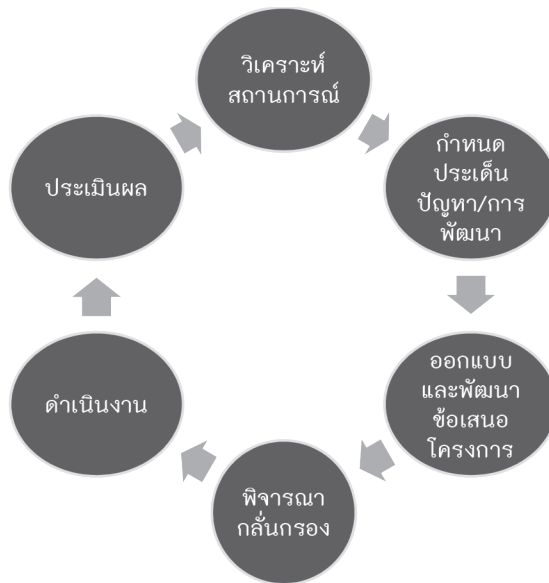 วิเคราะห์
สถานการณ์
กำหนด
ประเด็น
ปัญหา/การ
พัฒนา
ออกแบบ
และพัฒนา
ข้อเสนอ
โครงการ
พิจารณา
กลั่นกรอง
ดำเนินงาน
ประเมินผล